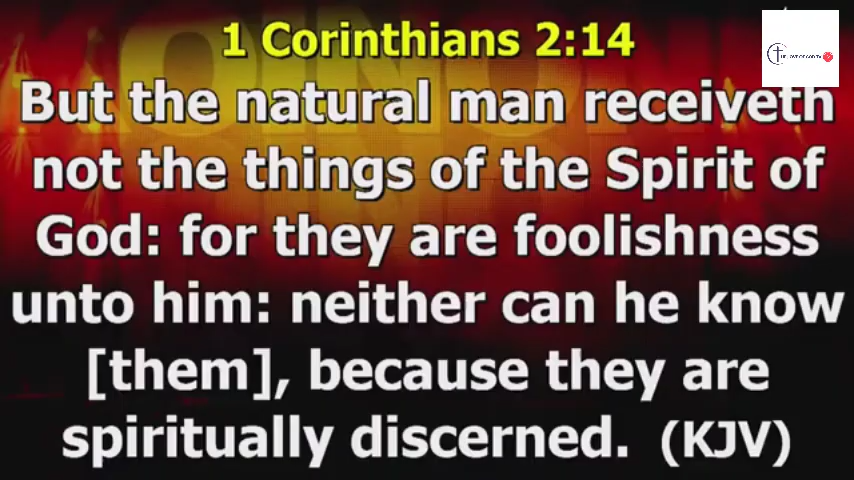 1 Corinthians 2:14
But the natural man receiveth
not the things of the Spirit of
God: for they are foolishness
unto him: neither can he know
[them], because they are
spiritually discerned. (KJV)